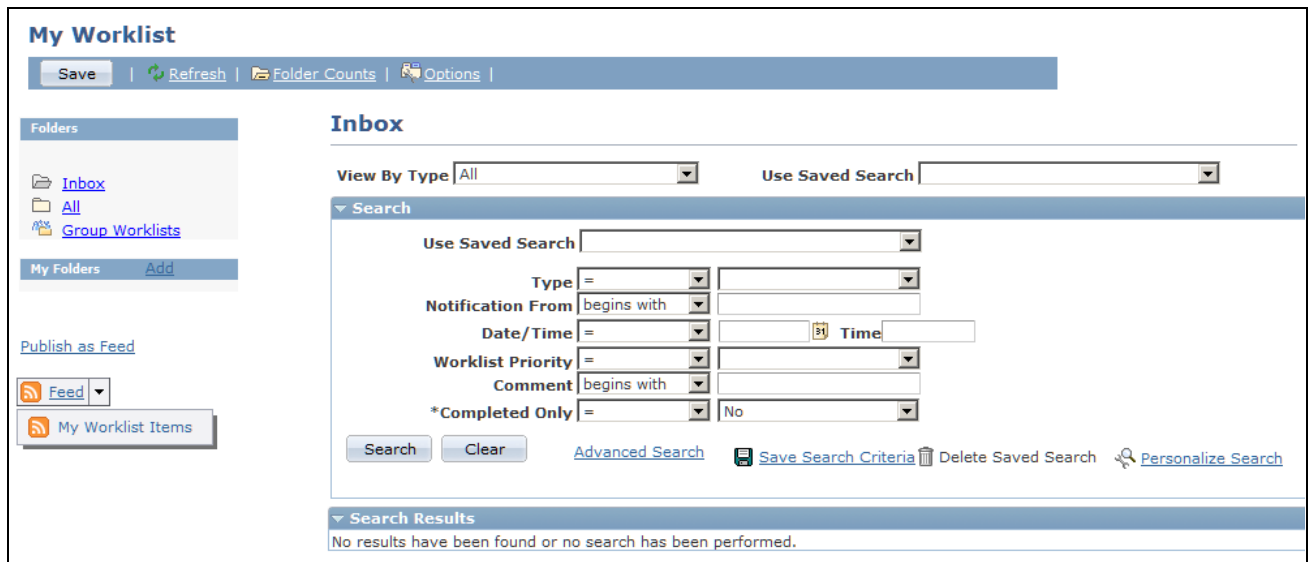 My Worklist
Save | Refresh | Folder Counts | Options |
Folders
Inbox
All
Group Worklists
My Folders Add
Publish as Feed
Feed
My Worklist Items
Inbox
View By Type All Use Saved Search
Search
Use Saved Search
Type =
Notification From begins with
Date/Time = 31 Time
Worklist Priority =
Comment begins with
*Completed Only = No
Search Clear Advanced Search Save Search Criteria Delete Saved Search Personalize Search
Search Results
No results have been found or no search has been performed.